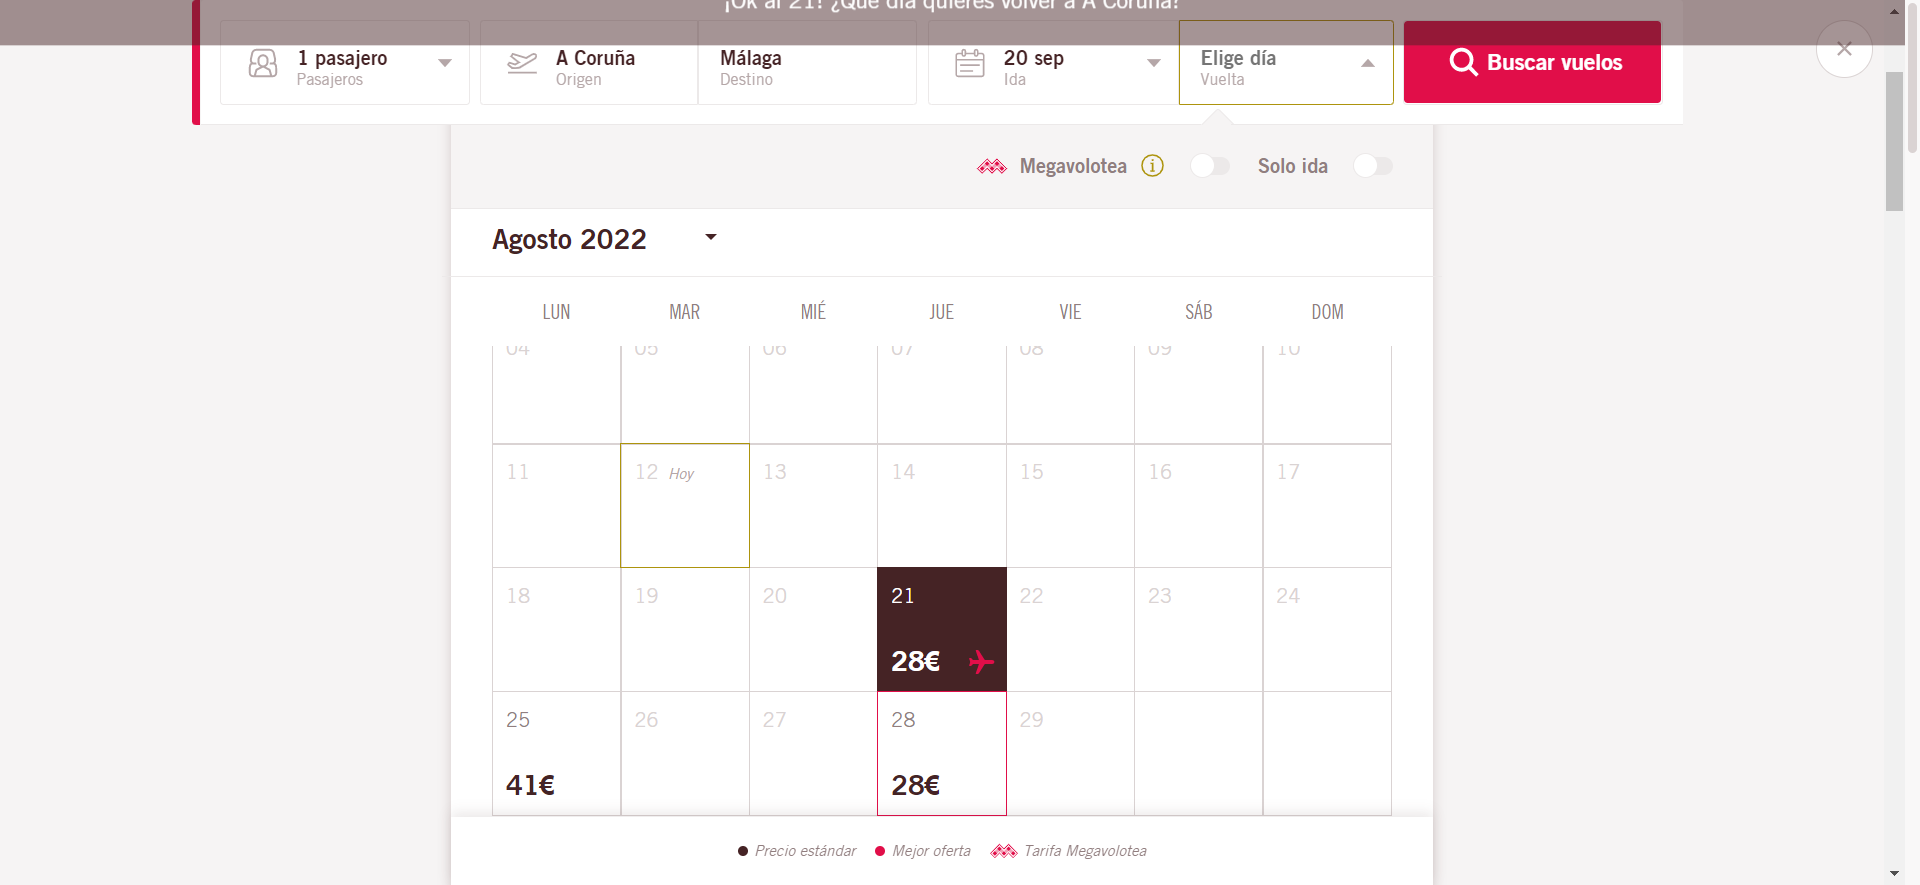 ¡Ok al 21! ¿Qué día quieres volver a A Coruña?
1 pasajero
Pasajeros
A Coruña
Origen
Málaga
Destino
20 sep
Ida
Elige día
Vuelta
Buscar vuelos
Megavolotea
Solo ida
Agosto 2022
LUN MAR MIÉ JUE VIE SÁB DOM
04 05 06 07 08 09 10
11 12 Hoy 13 14 15 16 17
18 19 20 21 22 23 24
28€
25 26 27 28 29
41€ 28€
Precio estándar Mejor oferta Tarifa Megavolotea